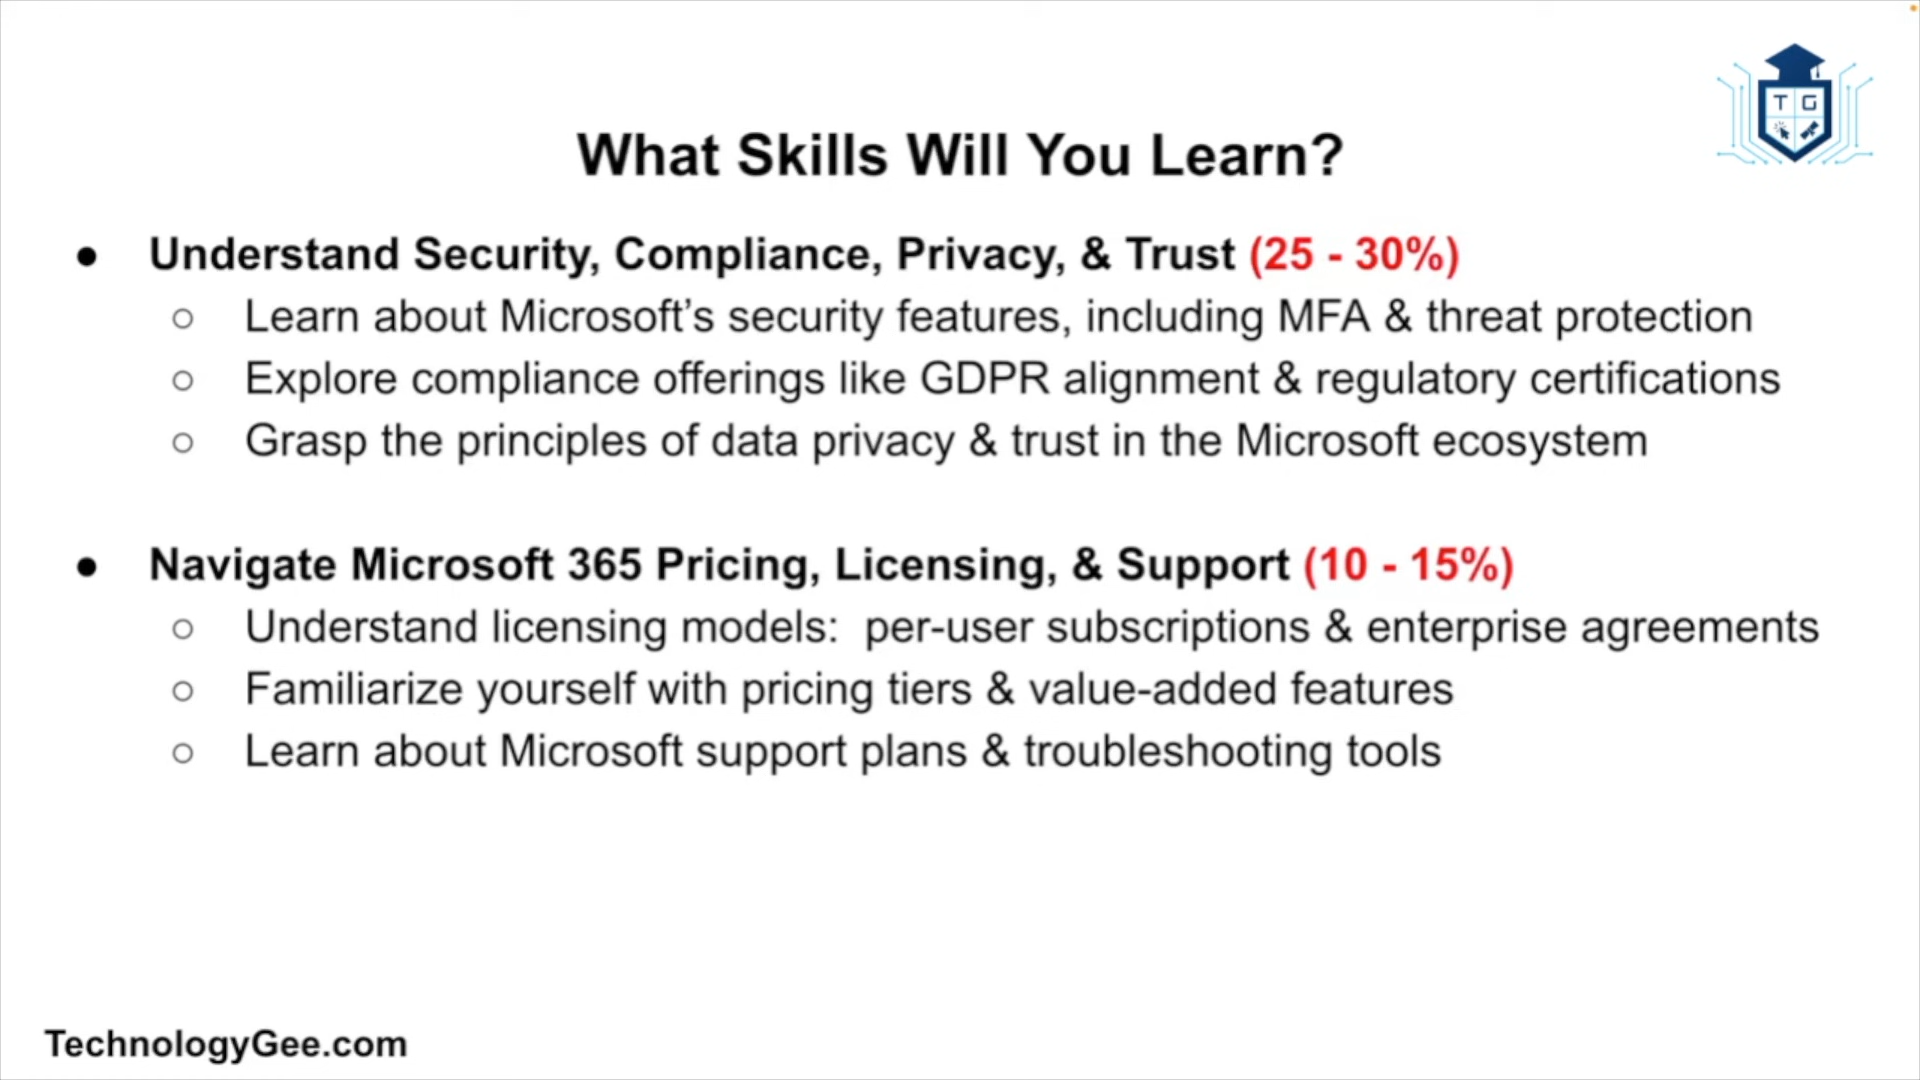 T G
What Skills Will You Learn?
● Understand Security, Compliance, Privacy, & Trust (25 - 30%)
○ Learn about Microsoft’s security features, including MFA & threat protection
○ Explore compliance offerings like GDPR alignment & regulatory certifications
○ Grasp the principles of data privacy & trust in the Microsoft ecosystem
● Navigate Microsoft 365 Pricing, Licensing, & Support (10 - 15%)
○ Understand licensing models:  per-user subscriptions & enterprise agreements
○ Familiarize yourself with pricing tiers & value-added features
○ Learn about Microsoft support plans & troubleshooting tools
TechnologyGee.com